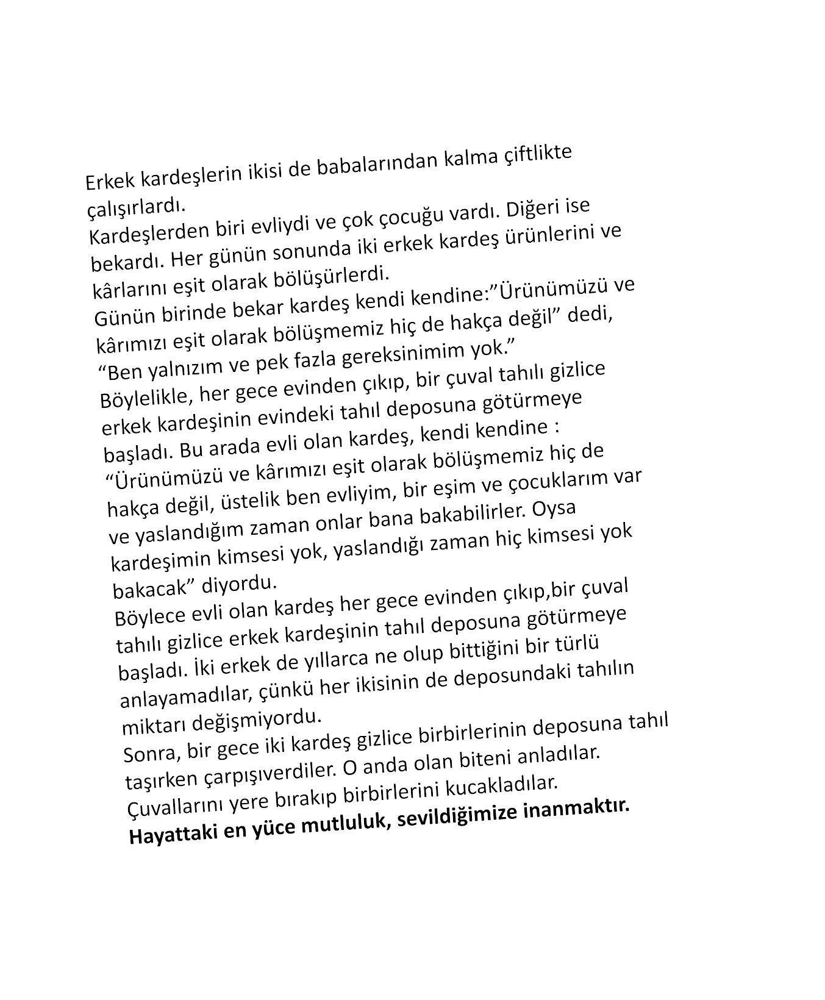 Erkek kardeşlerin ikisi de babalarından kalma çiftlikte
çalışırlardı.
Kardeşlerden biri evliydi ve çok çocuğu vardı. Diğeri ise
bekardı. Her günün sonunda iki erkek kardeş ürünlerini ve
kârlarını eşit olarak bölüşürlerdi.
Günün birinde bekar kardeş kendi kendine:”Ürünümüzü ve
kârımızı eşit olarak bölüşmemiz hiç de hakça değil” dedi,
“Ben yalnızım ve pek fazla gereksinimim yok.”
Böylelikle, her gece evinden çıkıp, bir çuval tahılı gizlice
erkek kardeşinin evindeki tahıl deposuna götürmeye
başladı. Bu arada evli olan kardeş, kendi kendine :
“Ürünümüzü ve kârımızı eşit olarak bölüşmemiz hiç de
hakça değil, üstelik ben evliyim, bir eşim ve çocuklarım var
ve yaslandığım zaman onlar bana bakabilirler. Oysa
kardeşimin kimsesi yok, yaslandığı zaman hiç kimsesi yok
bakacak” diyordu.
Böylece evli olan kardeş her gece evinden çıkıp,bir çuval
tahılı gizlice erkek kardeşinin tahıl deposuna götürmeye
başladı. İki erkek de yıllarca ne olup bittiğini bir türlü
anlayamadılar, çünkü her ikisinin de deposundaki tahılın
miktarı değişmiyordu.
Sonra, bir gece iki kardeş gizlice birbirlerinin deposuna tahıl
taşırken çarpışıverdiler. O anda olan biteni anladılar.
Çuvallarını yere bırakıp birbirlerini kucakladılar.
Hayattaki en yüce mutluluk, sevildiğimize inanmaktır.